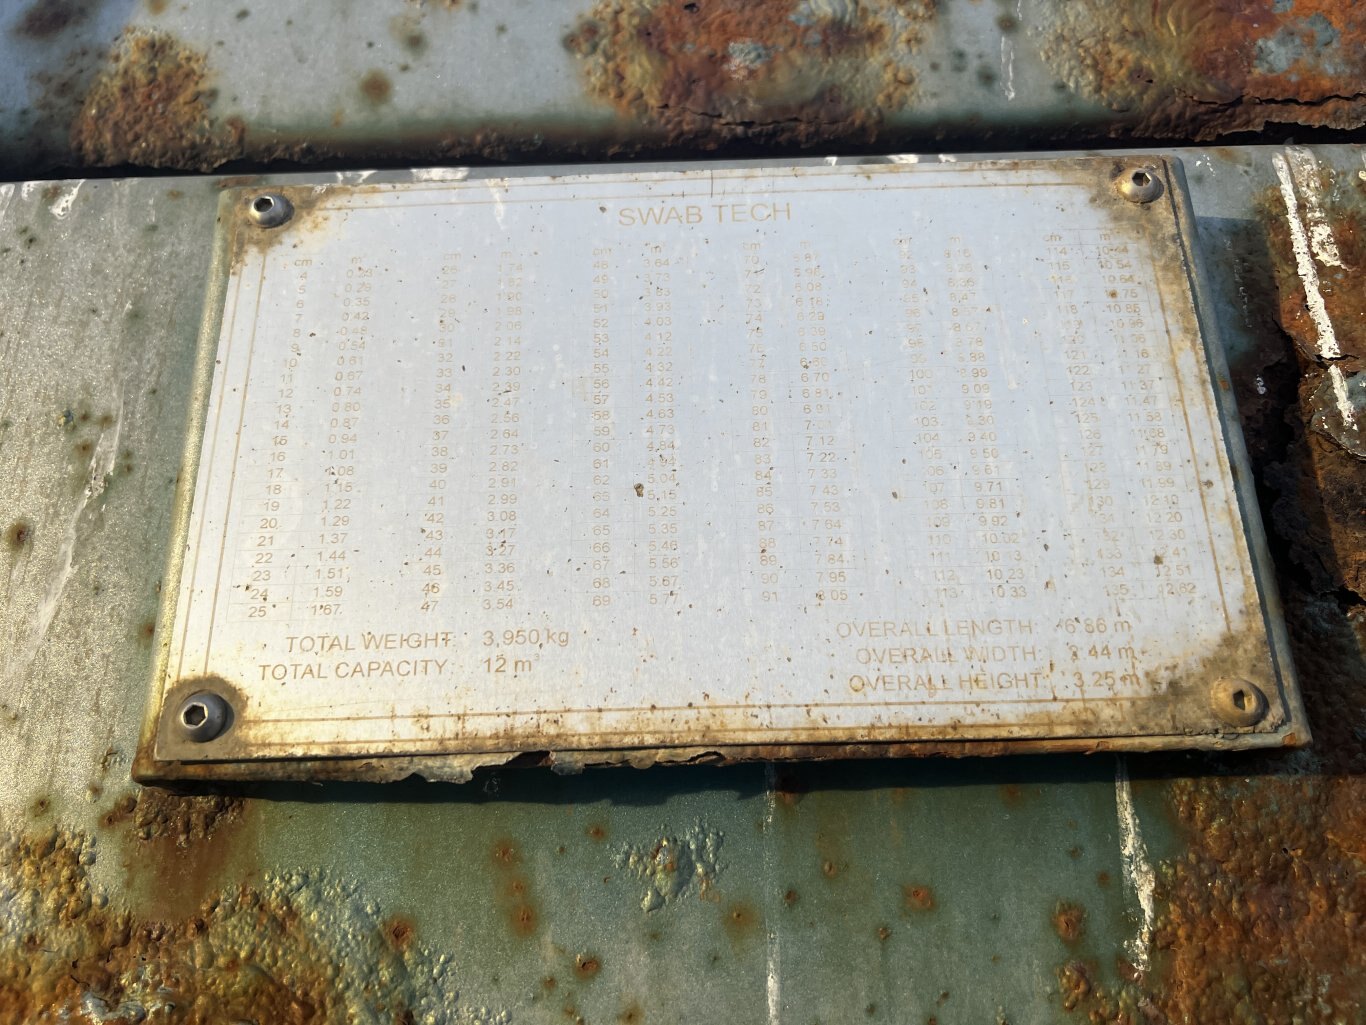 SWAB TECH
cm m cm m cm m cm m cm m cm m
4 0.23 26 1.74 48 3.64 70 5.87 92 8.16 114 10.44
5 0.29 27 1.82 49 3.73 71 5.98 93 8.26 115 10.54
6 0.35 28 1.90 50 3.83 72 6.08 94 8.36 116 10.64
7 0.42 29 1.98 51 3.93 73 6.18 95 8.47 117 10.75
8 0.48 30 2.06 52 4.03 74 6.29 96 8.57 118 10.85
9 0.54 31 2.14 53 4.12 75 6.39 97 8.67 119 10.96
10 0.61 32 2.22 54 4.22 76 6.50 98 8.78 120 11.06
11 0.67 33 2.30 55 4.32 77 6.60 99 8.88 121 11.16
12 0.74 34 2.39 56 4.42 78 6.70 100 8.99 122 11.27
13 0.80 35 2.47 57 4.53 79 6.81 101 9.09 123 11.37
14 0.87 36 2.56 58 4.63 80 6.91 102 9.19 124 11.47
15 0.94 37 2.64 59 4.73 81 103 9.30 125 11.58
16 1.01 38 2.73 60 4.84 82 7.12 104 9.40 126 11.68
17 1.08 39 2.82 61 4.94 83 7.22 105 9.50 127 11.79
18 1.15 40 2.91 62 5.04 84 7.33 106 9.61 128 11.89
19 1.22 41 2.99 63 5.15 85 7.43 107 9.71 129 11.99
20 1.29 42 3.08 64 5.25 86 7.53 108 9.81 130 12.10
21 1.37 43 3.17 65 5.35 87 7.64 109 9.92 131 12.20
22 1.44 44 3.27 66 5.46 88 7.74 110 10.02 132 12.30
23 1.51 45 3.36 67 5.56 89 7.84 111 10.13 133 12.41
24 1.59 46 3.45 68 5.67 90 7.95 112 10.23 134 12.51
25 1.67 47 3.54 69 5.77 91 8.05 113 10.33 135 12.62
TOTAL WEIGHT: 3,950 kg
TOTAL CAPACITY: 12 m³
OVERALL LENGTH: 6.86 m
OVERALL WIDTH: 2.44 m
OVERALL HEIGHT: 3.25 m